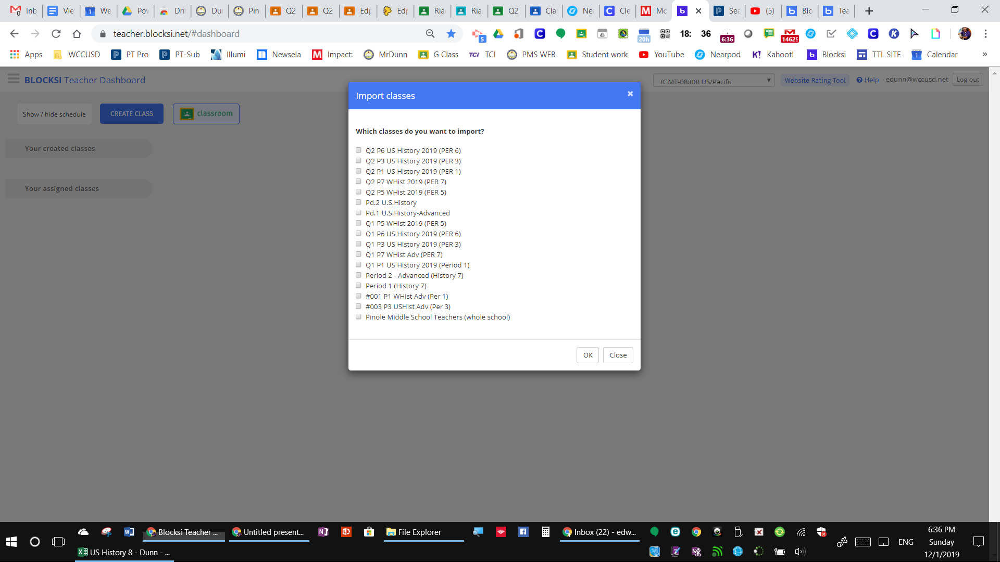 Inb
Vie
We
Pov
Dri
Du
Pin
Q2
Q2
Edp
Edp
Ria
Ria
Q2
Cla
Ne
Cle
Mc
Sea
(5)
Blo
Tea
teacher.blocksi.net/#dashboard
5
20h
18: 36
6:36
14629
Apps
WCCUSD
PT Pro
PT-Sub
Illumi
Newsela
Impact:
MrDunn
G Class
TCi TCI
PMS WEB
Student work
YouTube
Nearpod
K! Kahoot!
Blocksi
TTL SITE
Calendar
»
BLOCKSI Teacher Dashboard
(GMT-08:00) US/Pacific
Website Rating Tool
Help
edunn@wccusd.net
Log out
Show / hide schedule
CREATE CLASS
classroom
Your created classes
Your assigned classes
Import classes
Which classes do you want to import?
Q2 P6 US History 2019 (PER 6)
Q2 P3 US History 2019 (PER 3)
Q2 P1 US History 2019 (PER 1)
Q2 P7 WHist 2019 (PER 7)
Q2 P5 WHist 2019 (PER 5)
Pd.2 U.S.History
Pd.1 U.S.History-Advanced
Q1 P5 WHist 2019 (PER 5)
Q1 P6 US History 2019 (PER 6)
Q1 P3 US History 2019 (PER 3)
Q1 P7 WHist Adv (PER 7)
Q1 P1 US History 2019 (Period 1)
Period 2 - Advanced (History 7)
Period 1 (History 7)
#001 P1 WHist Adv (Per 1)
#003 P3 USHist Adv (Per 3)
Pinole Middle School Teachers (whole school)
OK
Close
Blocksi Teacher ...
Untitled present...
File Explorer
Inbox (22) - edw...
US History 8 - Dunn - ...
ENG
6:36 PM
Sunday
12/1/2019